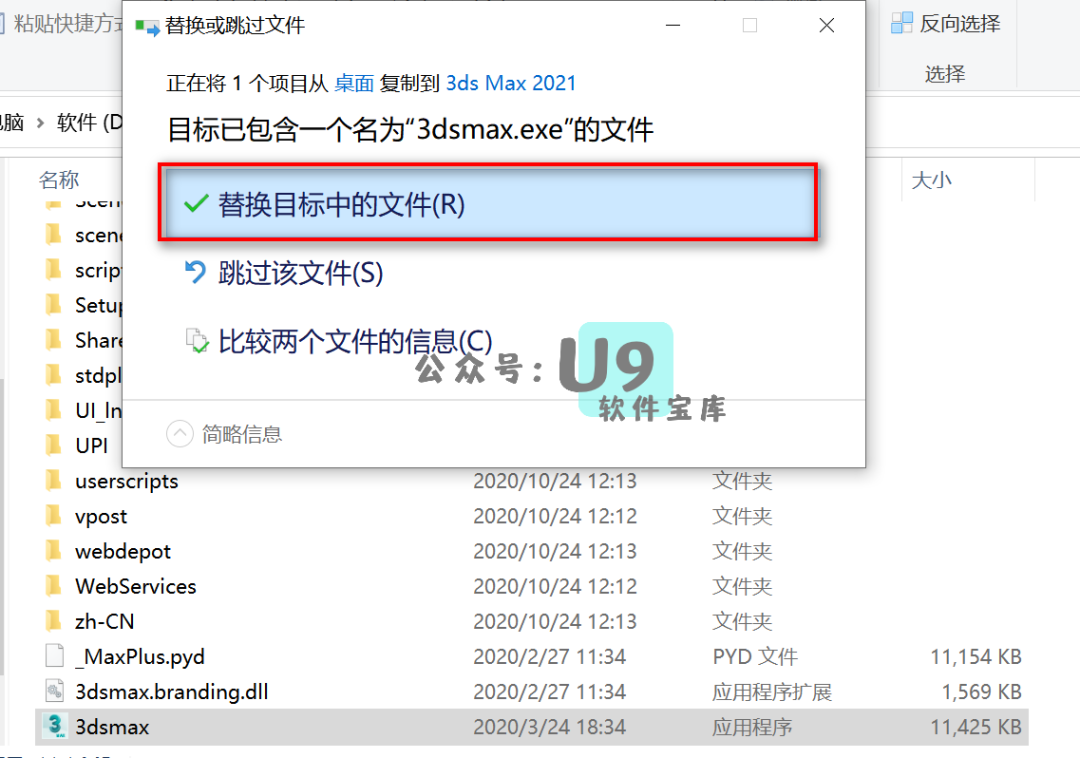 粘贴快捷方式
替换或跳过文件
反向选择
选择
正在将 1 个项目从 桌面 复制到 3ds Max 2021
目标已包含一个名为“3dsmax.exe”的文件
软件 (D
替换目标中的文件(R)
跳过该文件(S)
比较两个文件的信息(C)
公众号: U9
软件宝库
简略信息
名称 大小
scene
script
Setup
Share
stdpl
UI_ln
UPI
userscripts 2020/10/24 12:13 文件夹
vpost 2020/10/24 12:12 文件夹
webdepot 2020/10/24 12:13 文件夹
WebServices 2020/10/24 12:12 文件夹
zh-CN 2020/10/24 12:13 文件夹
_MaxPlus.pyd 2020/2/27 11:34 PYD 文件 11,154 KB
3dsmax.branding.dll 2020/2/27 11:34 应用程序扩展 1,569 KB
3dsmax 2020/3/24 18:34 应用程序 11,425 KB